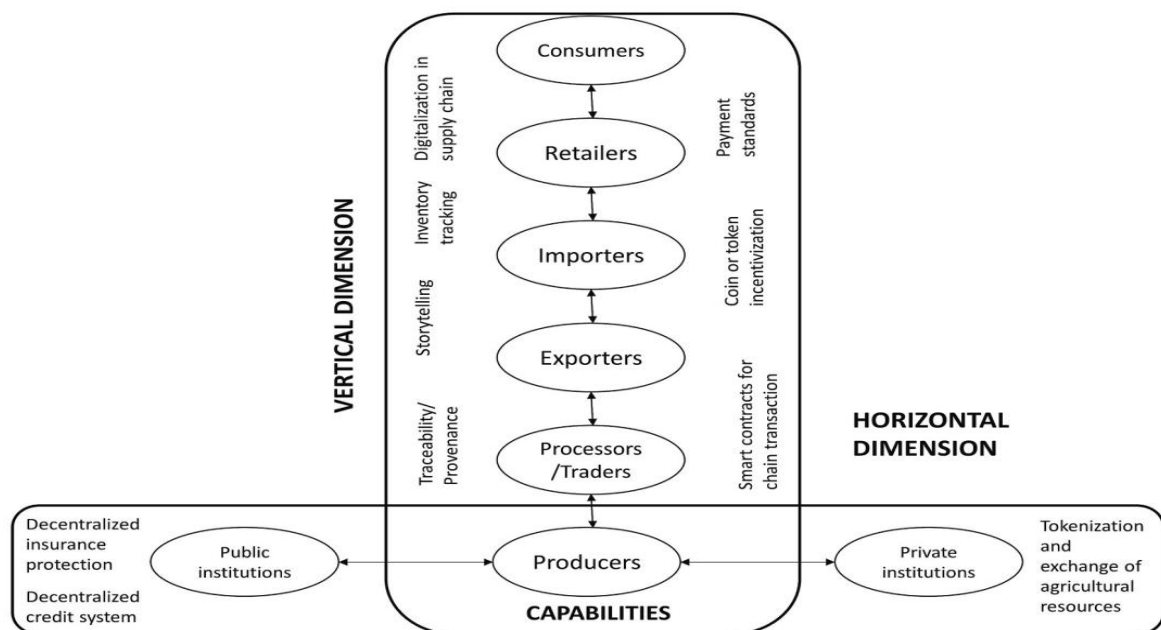 Consumers
Digitalization in
supply chain
Payment
standards
Retailers
Inventory
tracking
VERTICAL DIMENSION
Importers
Coin or token
incentivization
Storytelling
Exporters
Traceability/
Provenance
Processors
/Traders
Smart contracts for
chain transaction
HORIZONTAL
DIMENSION
Decentralized
insurance
protection
Decentralized
credit system
Public
institutions
Producers
CAPABILITIES
Private
institutions
Tokenization
and
exchange of
agricultural
resources